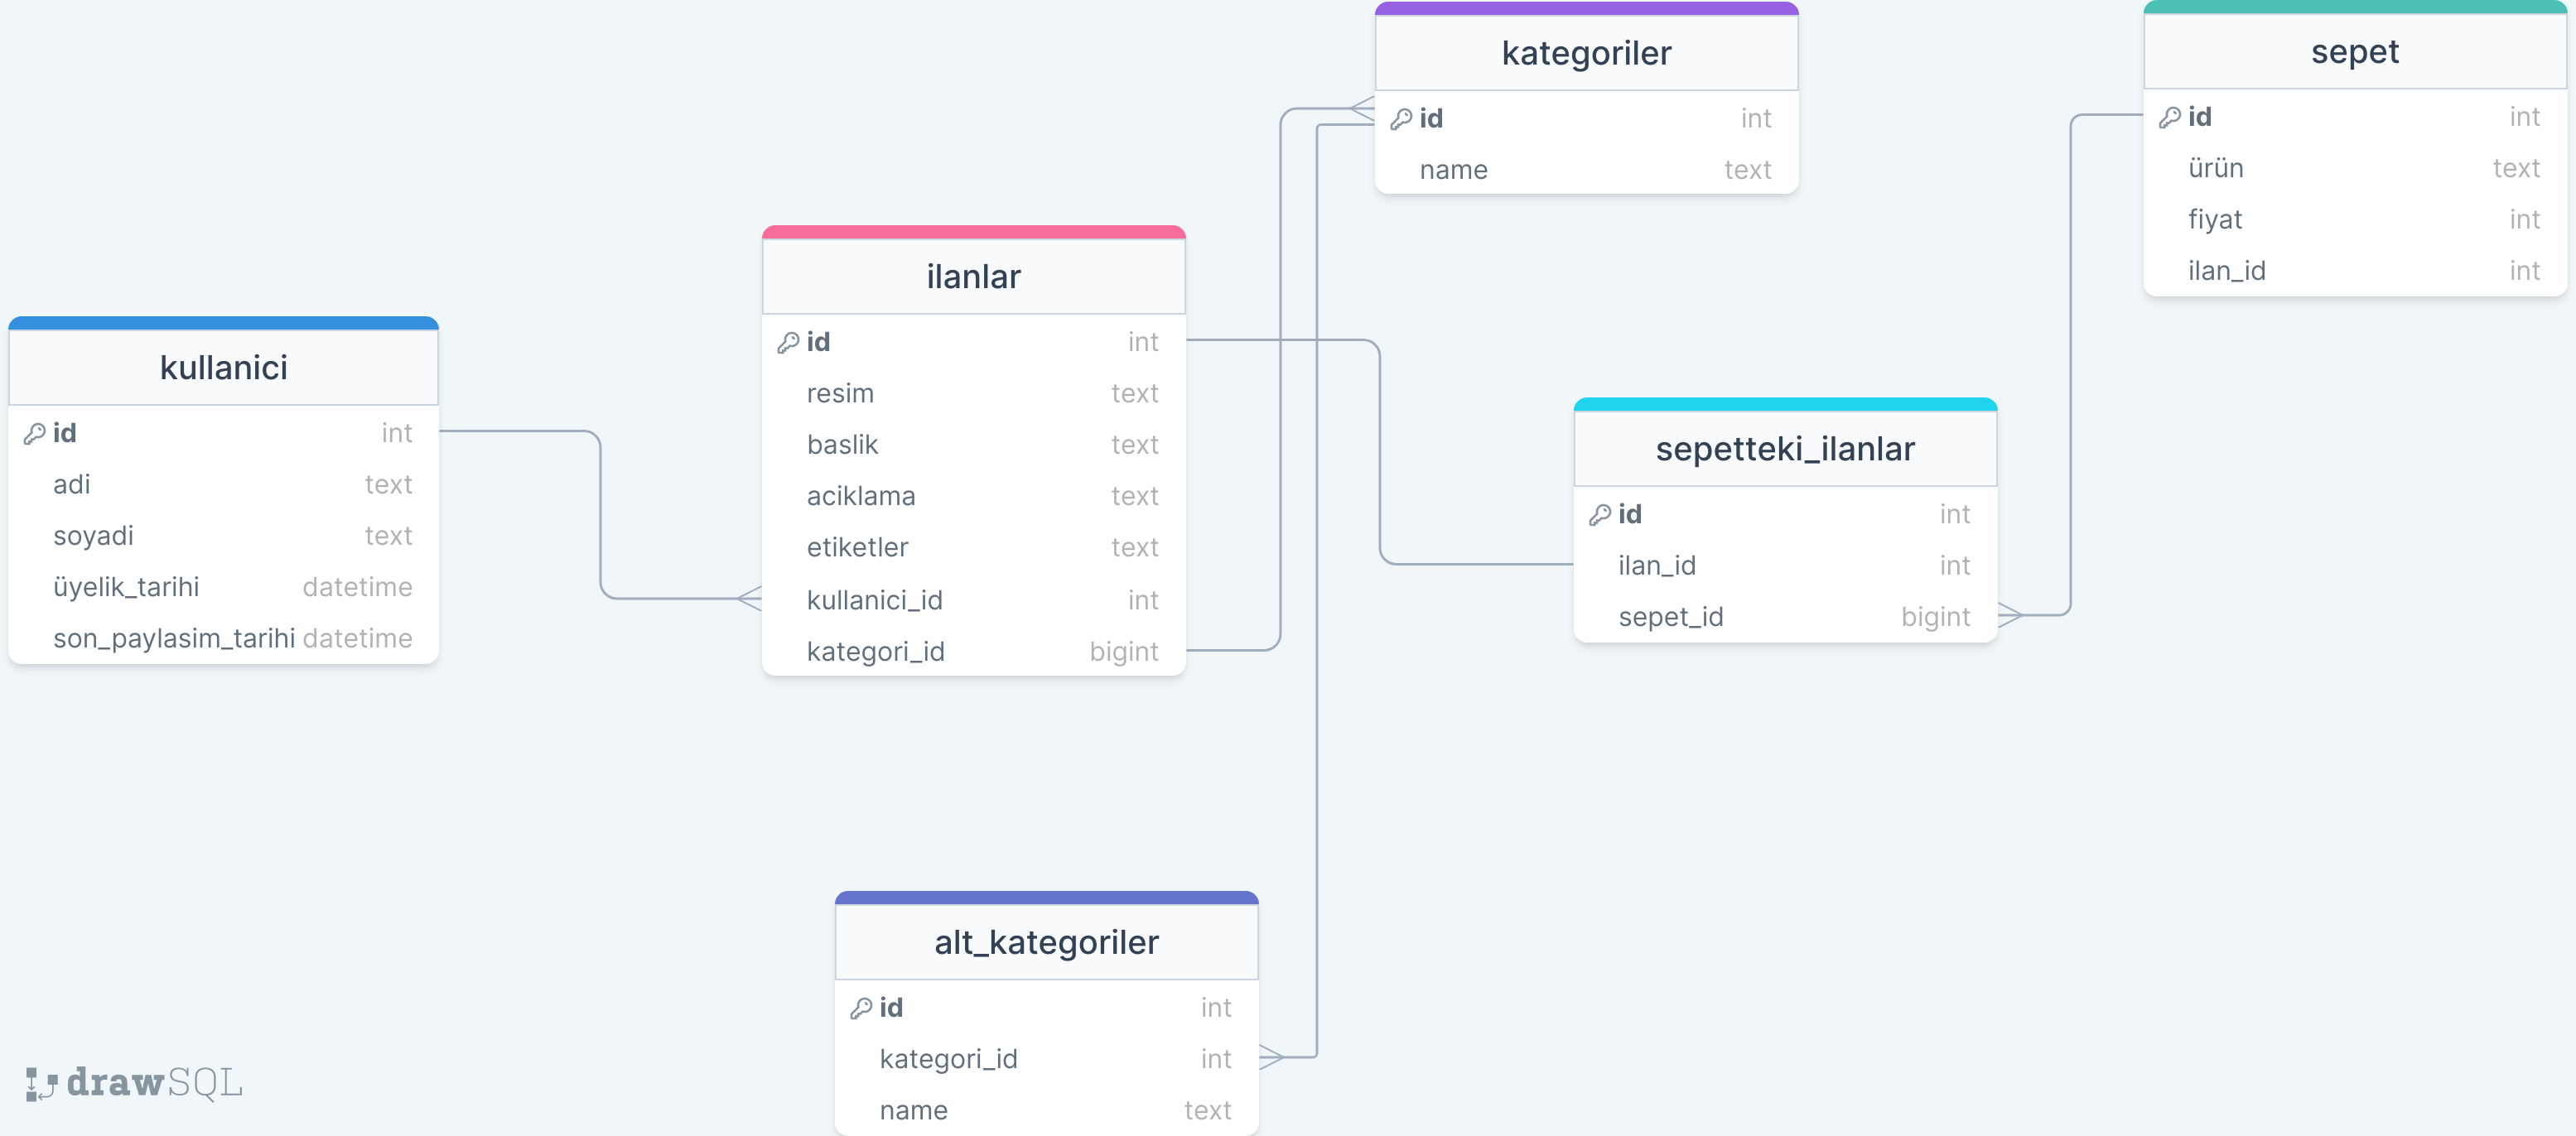 kullanici
id int
adi text
soyadi text
üyelik_tarihi datetime
son_paylasim_tarihi datetime
ilanlar
id int
resim text
baslik text
aciklama text
etiketler text
kullanici_id int
kategori_id bigint
kategoriler
id int
name text
sepet
id int
ürün text
fiyat int
ilan_id int
sepetteki_ilanlar
id int
ilan_id int
sepet_id bigint
alt_kategoriler
id int
kategori_id int
name text
drawSQL